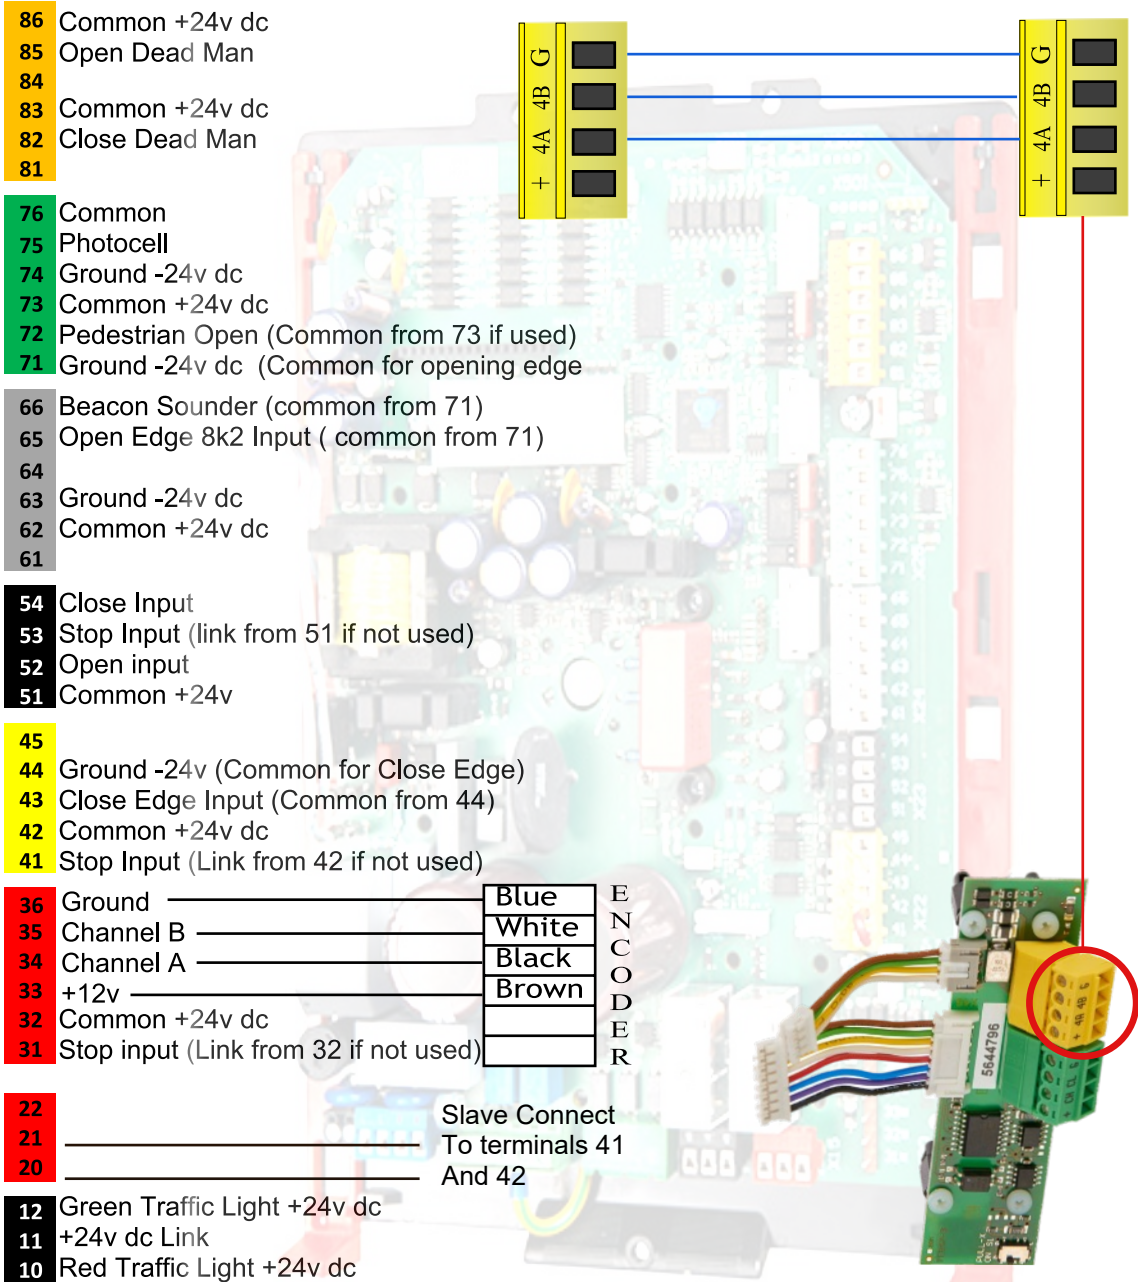 86 Common +24v dc
85 Open Dead Man
84
83 Common +24v dc
82 Close Dead Man
81
76 Common
75 Photocell
74 Ground -24v dc
73 Common +24v dc
72 Pedestrian Open (Common from 73 if used)
71 Ground -24v dc (Common for opening edge
66 Beacon Sounder (common from 71)
65 Open Edge 8k2 Input ( common from 71)
64
63 Ground -24v dc
62 Common +24v dc
61
54 Close Input
53 Stop Input (link from 51 if not used)
52 Open input
51 Common +24v
45
44 Ground -24v (Common for Close Edge)
43 Close Edge Input (Common from 44)
42 Common +24v dc
41 Stop Input (Link from 42 if not used)
36 Ground Blue
35 Channel B White
34 Channel A Black
33 +12v Brown
32 Common +24v dc
31 Stop input (Link from 32 if not used)
ENCODER
22
21
20
Slave Connect
To terminals 41
And 42
12 Green Traffic Light +24v dc
11 +24v dc Link
10 Red Traffic Light +24v dc
+ 4A 4B G
+ 4A 4B G
+ 4A 4B G
5644796
PULL-X
ON S1